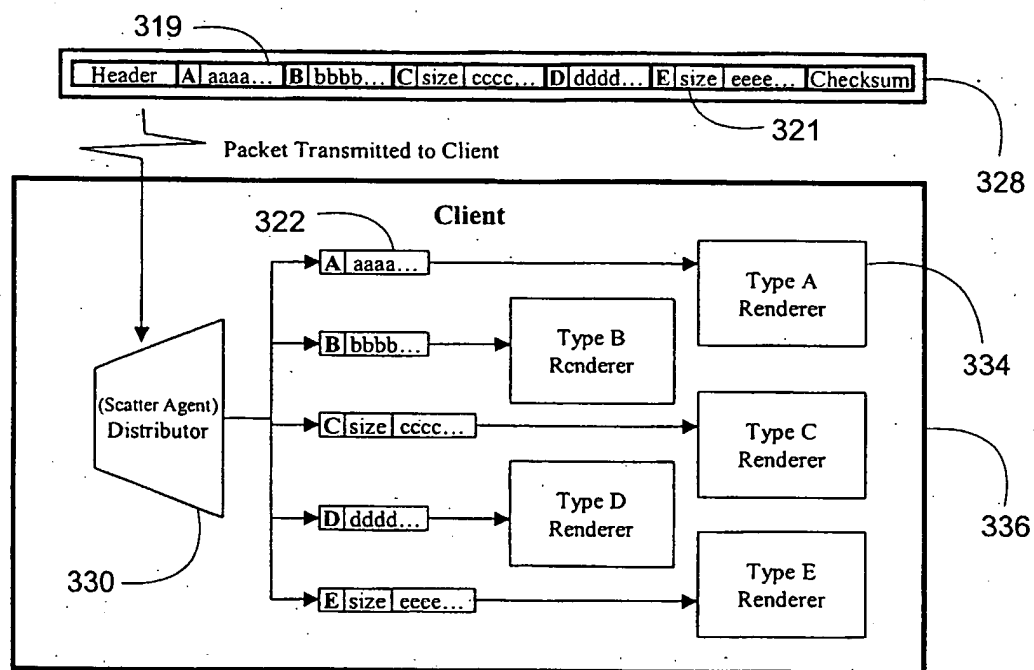 319
Header A aaaa... B bbbb... C size cccc... D dddd... E size eeee... Checksum
321
328
Packet Transmitted to Client
Client
322
A aaaa...
Type A
Renderer
334
B bbbb...
Type B
Renderer
(Scatter Agent)
Distributor
C size cccc...
Type C
Renderer
336
D dddd...
Type D
Renderer
330
E size eeee...
Type E
Renderer